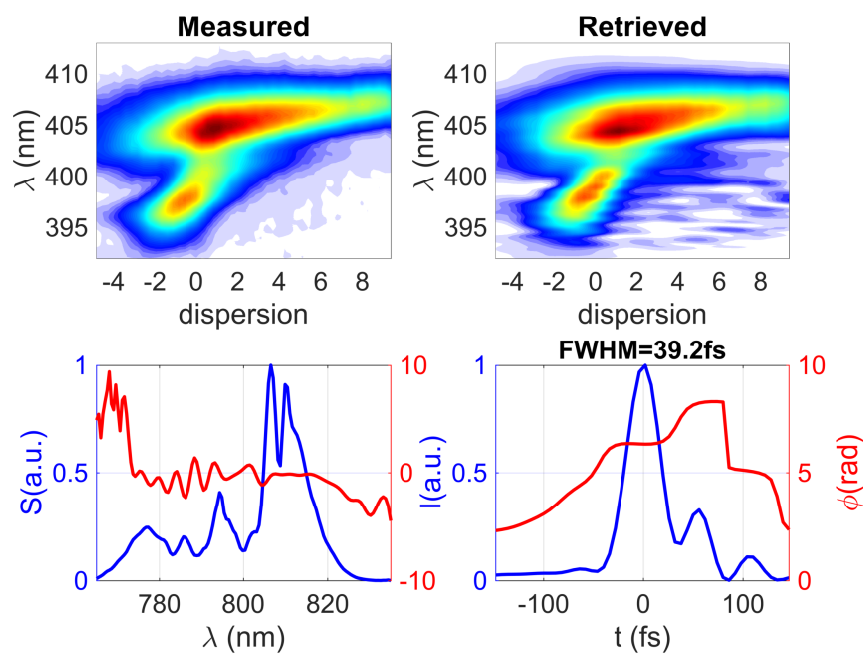 Measured
Retrieved
410
405
400
395
λ (nm)
-4 -2 0 2 4 6 8
dispersion
410
405
400
395
λ (nm)
-4 -2 0 2 4 6 8
dispersion
1
0.5
0
S(a.u.)
10
0
-10
780 800 820
λ (nm)
FWHM=39.2fs
1
0.5
0
I(a.u.)
10
5
0
ϕ(rad)
-100 0 100
t (fs)